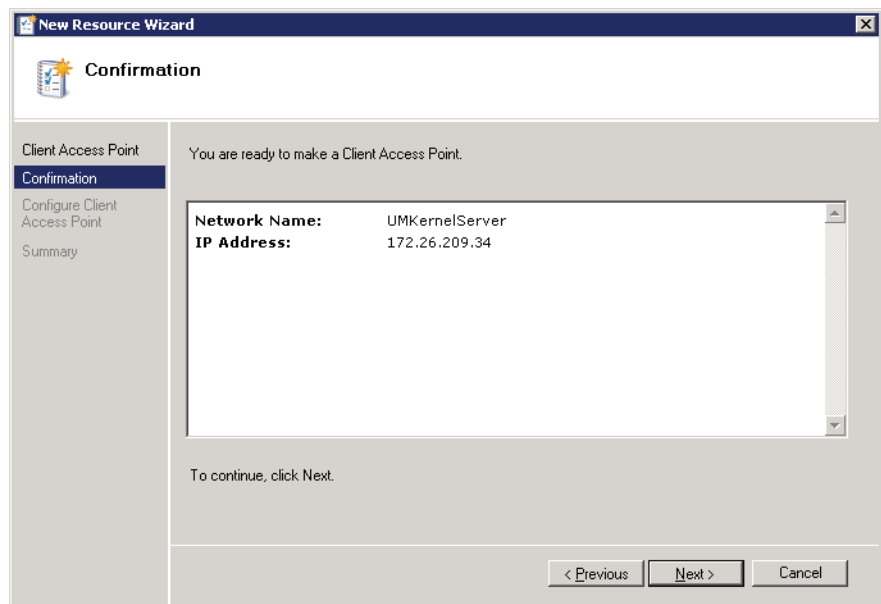 New Resource Wizard
Confirmation
Client Access Point
Confirmation
Configure Client
Access Point
Summary
You are ready to make a Client Access Point.
Network Name: UMKernelServer
IP Address: 172.26.209.34
To continue, click Next.
< Previous
Next >
Cancel